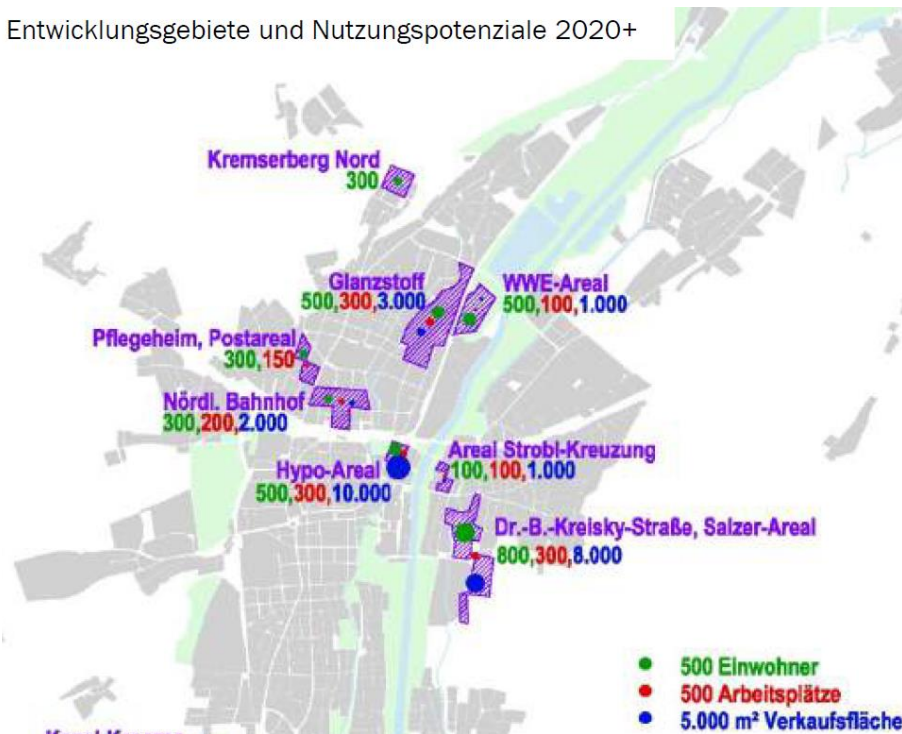 Entwicklungsgebiete und Nutzungspotenziale 2020+
Kremserberg Nord
300
Glanzstoff
500,300,3.000
WWE-Areal
500,100,1.000
Pflegeheim, Postareal
300,150
Nördl. Bahnhof
300,200,2.000
Hypo-Areal
500,300,10.000
Areal Strobl-Kreuzung
100,100,1.000
Dr.-B.-Kreisky-Straße, Salzer-Areal
800,300,8.000
500 Einwohner
500 Arbeitsplätze
5.000 m² Verkaufsfläche